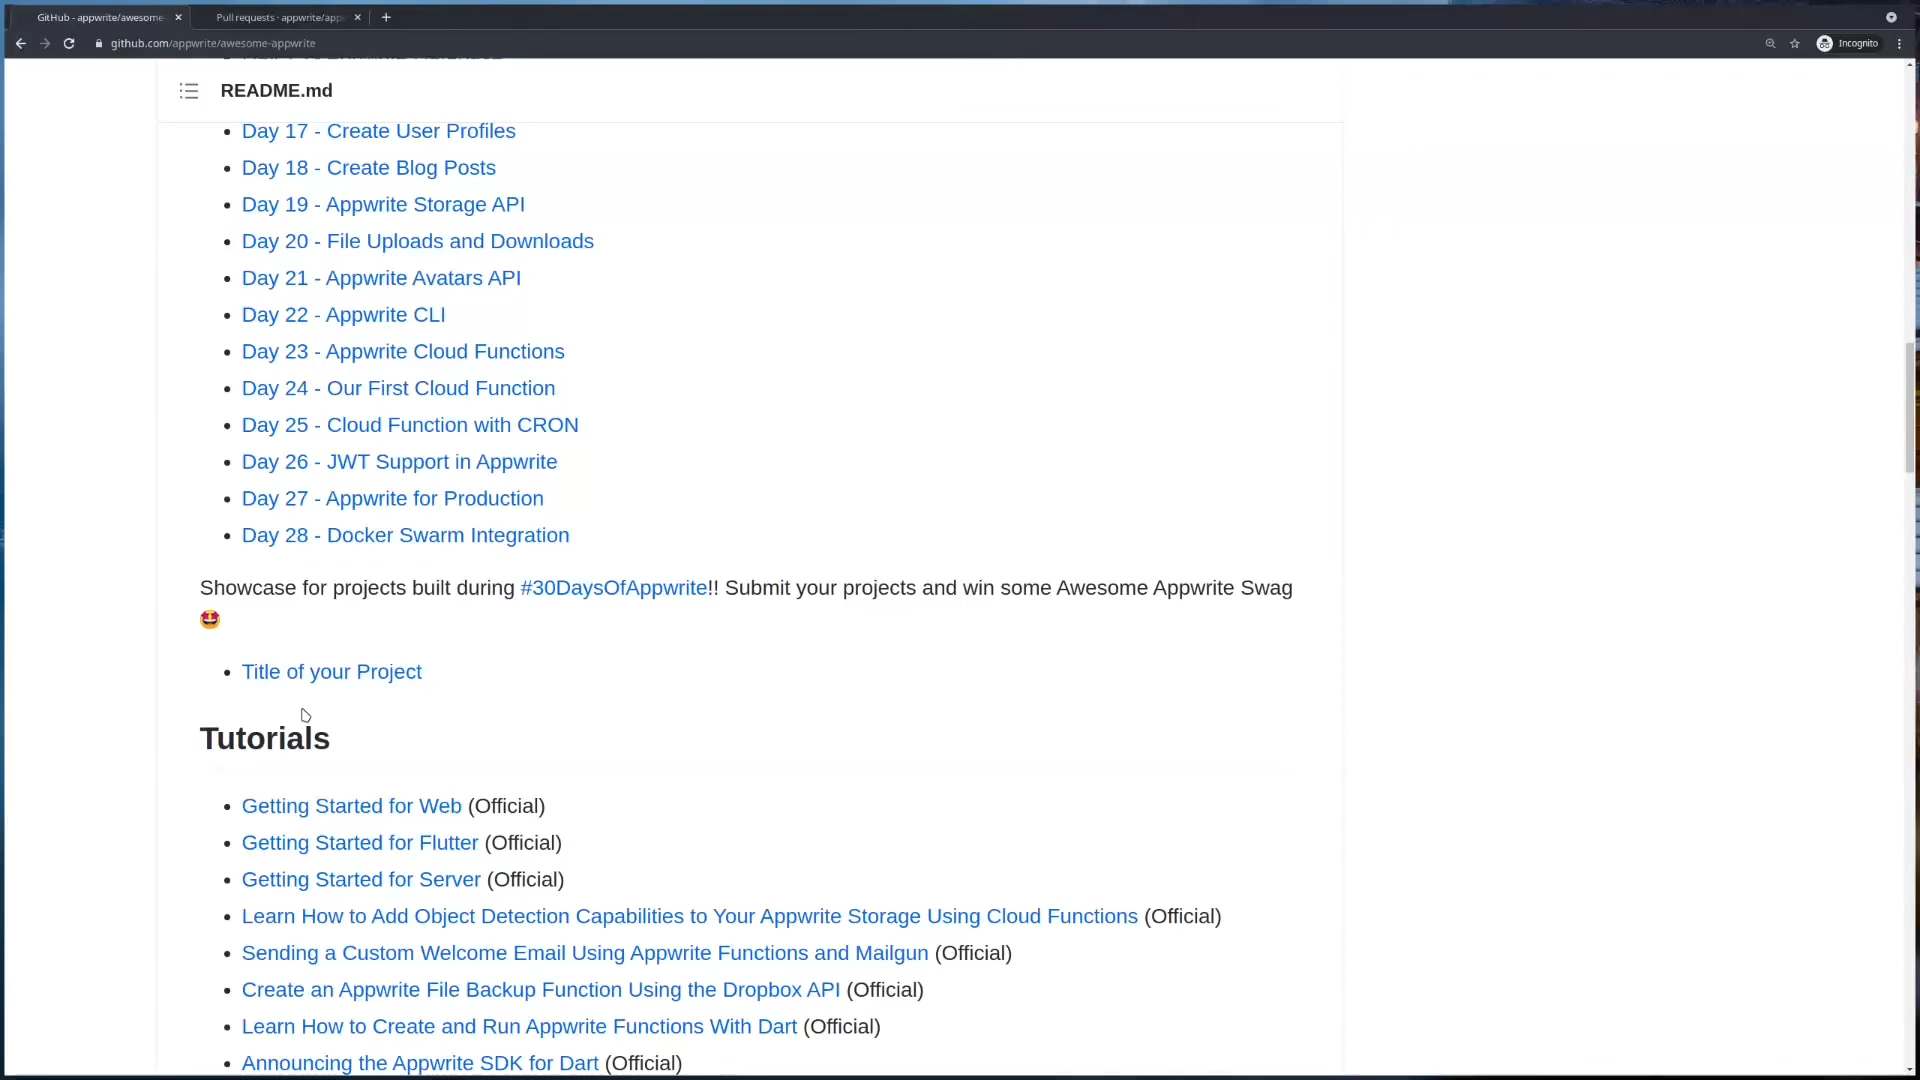 GitHub - appwrite/awesome-
Pull requests · appwrite/app
github.com/appwrite/awesome-appwrite
Incognito
README.md
Day 17 - Create User Profiles
Day 18 - Create Blog Posts
Day 19 - Appwrite Storage API
Day 20 - File Uploads and Downloads
Day 21 - Appwrite Avatars API
Day 22 - Appwrite CLI
Day 23 - Appwrite Cloud Functions
Day 24 - Our First Cloud Function
Day 25 - Cloud Function with CRON
Day 26 - JWT Support in Appwrite
Day 27 - Appwrite for Production
Day 28 - Docker Swarm Integration
Showcase for projects built during #30DaysOfAppwrite!! Submit your projects and win some Awesome Appwrite Swag
🤩
Title of your Project
Tutorials
Getting Started for Web (Official)
Getting Started for Flutter (Official)
Getting Started for Server (Official)
Learn How to Add Object Detection Capabilities to Your Appwrite Storage Using Cloud Functions (Official)
Sending a Custom Welcome Email Using Appwrite Functions and Mailgun (Official)
Create an Appwrite File Backup Function Using the Dropbox API (Official)
Learn How to Create and Run Appwrite Functions With Dart (Official)
Announcing the Appwrite SDK for Dart (Official)